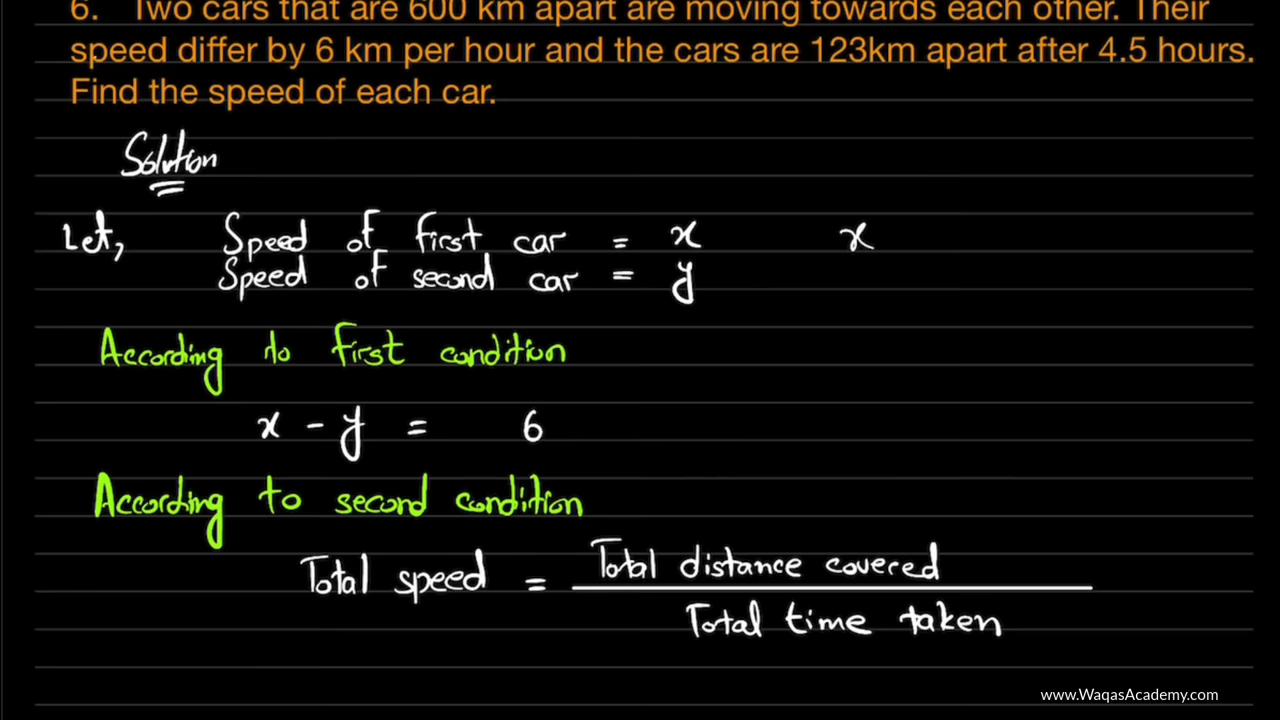 6. Two cars that are 600 km apart are moving towards each other. Their
speed differ by 6 km per hour and the cars are 123km apart after 4.5 hours.
Find the speed of each car.
Solution
Let, Speed of first car = x x
Speed of second car = y
According to first condition
x - y = 6
According to second condition
Total speed = Total distance covered
Total time taken
www.WaqasAcademy.com